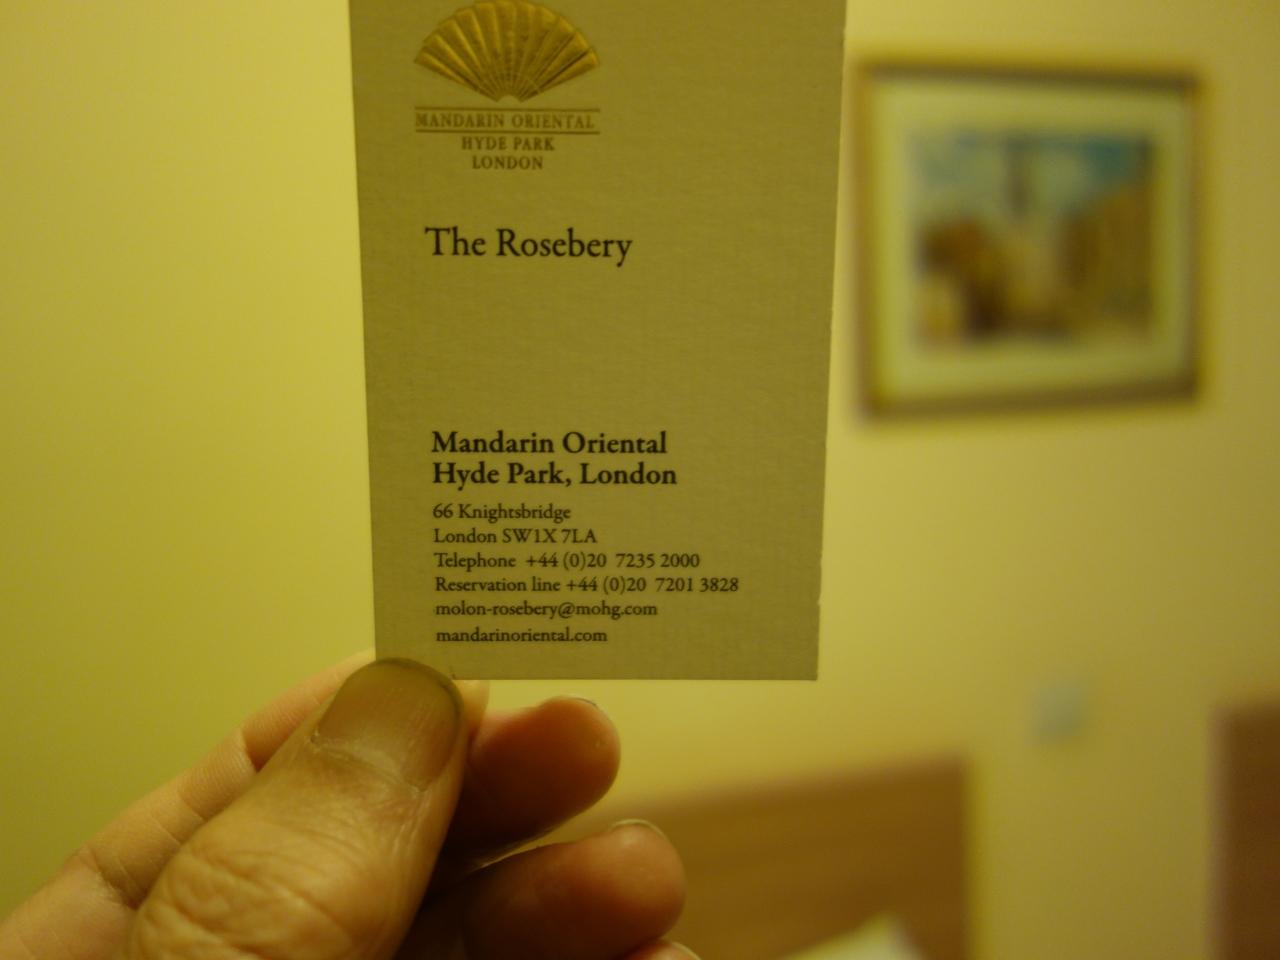 MANDARIN ORIENTAL
HYDE PARK
LONDON
The Rosebery
Mandarin Oriental
Hyde Park, London
66 Knightsbridge
London SW1X 7LA
Telephone +44 (0)20 7235 2000
Reservation line +44 (0)20 7201 3828
molon-rosebery@mohg.com
mandarinoriental.com